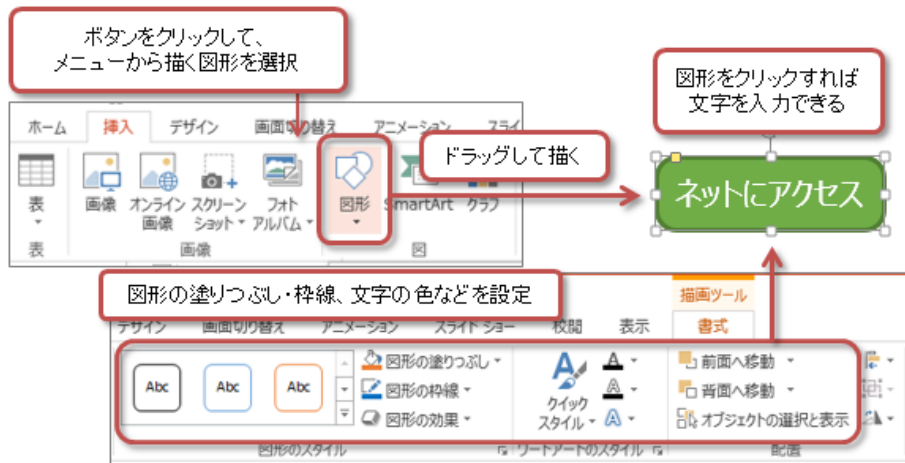 ボタンをクリックして、
メニューから描く図形を選択
図形をクリックすれば
文字を入力できる
ホーム 挿入 デザイン 画面切り替え アニメーション スライ
ドラッグして描く
表 画像 オンライン画像 スクリーンショット フォトアルバム 図形 SmartArt グラフ
表 画像 図
ネットにアクセス
図形の塗りつぶし・枠線、文字の色などを設定
描画ツール
デザイン 画面切り替え アニメーション スライド ショー 校閲 表示 書式
Abc Abc Abc
図形の塗りつぶし
図形の枠線
図形の効果
クイック
スタイル
A
A
A
前面へ移動
背面へ移動
オブジェクトの選択と表示
図形のスタイル ワードアートのスタイル 配置